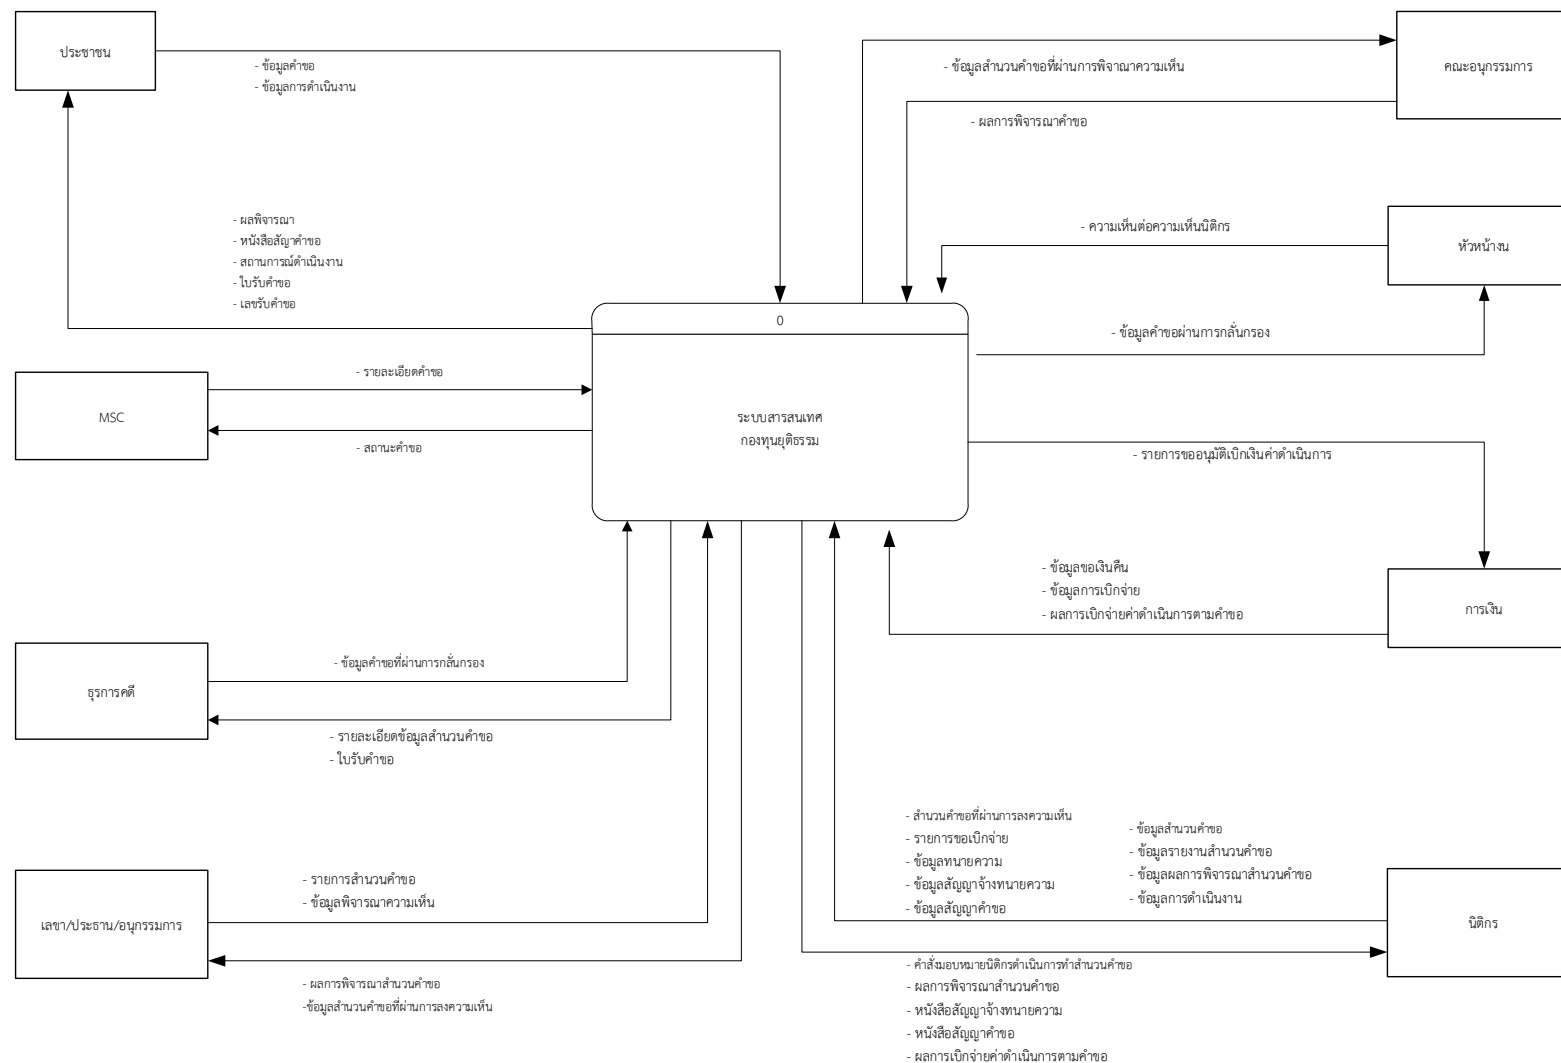 ประชาชน
- ข้อมูลคำขอ
- ข้อมูลการดำเนินงาน
- ข้อมูลสำนวนคำขอที่ผ่านการพิจาณาความเห็น
คณะอนุกรรมการ
- ผลการพิจารณาคำขอ
- ผลพิจารณา
- หนังสือสัญาคำขอ
- สถานการณ์ดำเนินงาน
- ใบรับคำขอ
- เลขรับคำขอ
- ความเห็นต่อความเห็นนิติกร
หัวหน้างน
- ข้อมูลคำขอผ่านการกลั่นกรอง
0
ระบบสารสนเทศ
กองทุนยุติธรรม
MSC
- รายละเอียดคำขอ
- สถานะคำขอ
- รายการขออนุมัติเบิกเงินค่าดำเนินการ
- ข้อมูลขอเงินคืน
- ข้อมูลการเบิกจ่าย
- ผลการเบิกจ่ายค่าดำเนินการตามคำขอ
การเงิน
ธุรการคดี
- ข้อมูลคำขอที่ผ่านการกลั่นกรอง
- รายละเอียดข้อมูลสำนวนคำขอ
- ใบรับคำขอ
เลขา/ประธาน/อนุกรรมการ
- รายการสำนวนคำขอ
- ข้อมูลพิจารณาความเห็น
- ผลการพิจารณาสำนวนคำขอ
-ข้อมูลสำนวนคำขอที่ผ่านการลงความเห็น
- สำนวนคำขอที่ผ่านการลงความเห็น
- รายการขอเบิกจ่าย
- ข้อมูลทนายความ
- ข้อมูลสัญาจ้างทนายความ
- ข้อมูลสัญาคำขอ
- ข้อมูลสำนวนคำขอ
- ข้อมูลรายงานสำนวนคำขอ
- ข้อมูลผลการพิจารณาสำนวนคำขอ
- ข้อมูลการดำเนินงาน
นิติกร
- คำสั่งมอบหมายนิติกรดำเนินการทำสำนวนคำขอ
- ผลการพิจารณาสำนวนคำขอ
- หนังสือสัญญาจ้างทนายความ
- หนังสือสัญญาคำขอ
- ผลการเบิกจ่ายค่าดำเนินการตามคำขอ